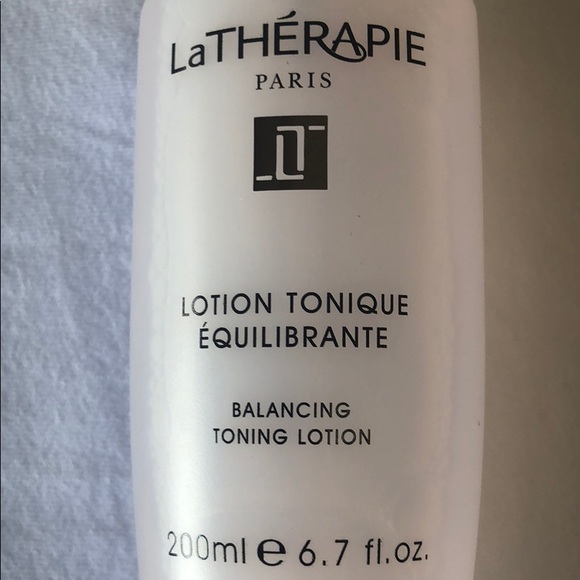 LaTHÉRAPIE
PARIS
LOTION TONIQUE
ÉQUILIBRANTE
BALANCING
TONING LOTION
200ml e 6.7 fl.oz.